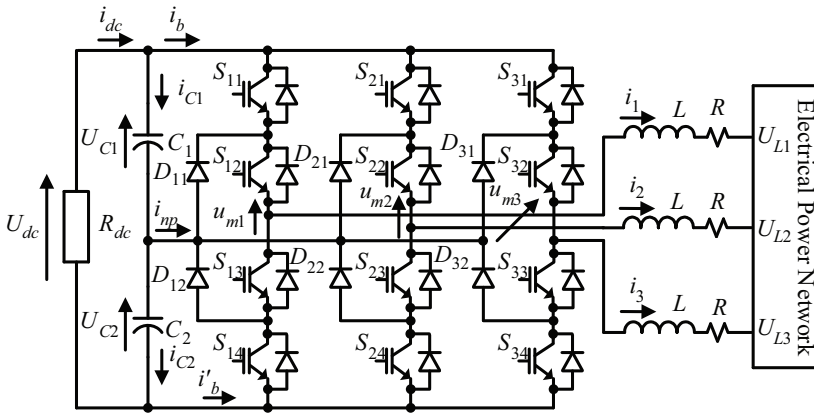 i_dc i_b
S_11 S_21 S_31
i_C1
i_1 L R
U_C1 C_1 U_L1
D_11 S_12 D_21 S_22 D_31 S_32
i_2 L R
U_dc R_dc i_np u_m1 u_m2 u_m3 U_L2
D_12 S_13 D_22 S_23 D_32 S_33
i_3 L R
U_C2 C_2 U_L3
i_C2 S_14 S_24 S_34
i'_b
Electrical Power Network